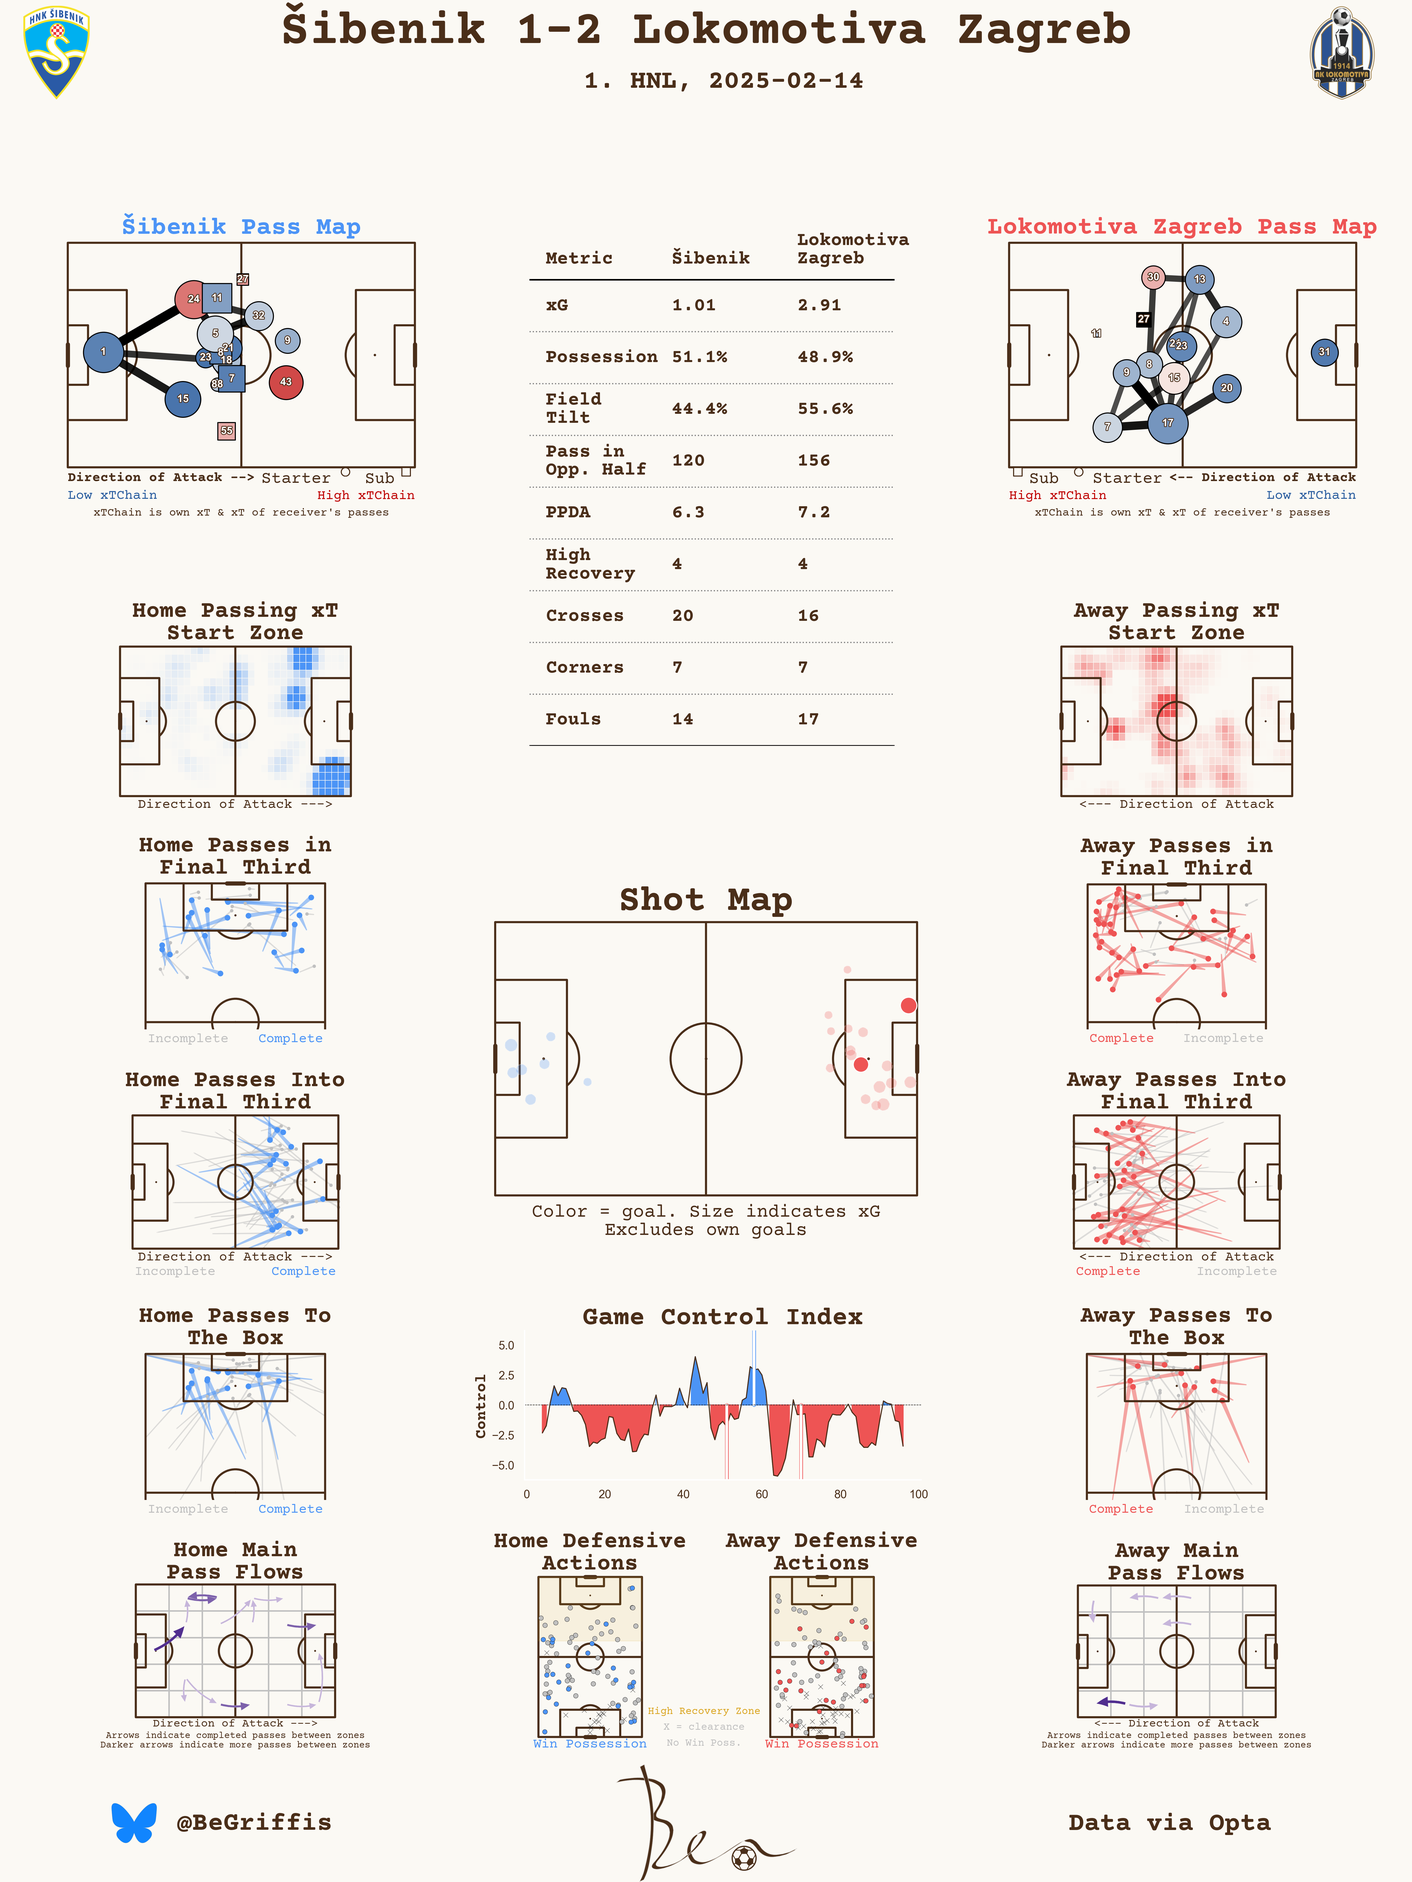 Šibenik 1-2 Lokomotiva Zagreb
1. HNL, 2025-02-14
HNK ŠIBENIK
1914
NK LOKOMOTIVA
ZAGREB
Šibenik Pass Map
1
24
11
27
32
5
9
21
8
23
18
7
88
43
15
55
Direction of Attack --> Starter Sub
Low xTChain High xTChain
xTChain is own xT & xT of receiver's passes
Metric Šibenik Lokomotiva Zagreb
xG 1.01 2.91
Possession 51.1% 48.9%
Field Tilt 44.4% 55.6%
Pass in Opp. Half 120 156
PPDA 6.3 7.2
High Recovery 4 4
Crosses 20 16
Corners 7 7
Fouls 14 17
Lokomotiva Zagreb Pass Map
30
13
27
4
11
23
31
8
9
15
20
7
17
Sub Starter <-- Direction of Attack
High xTChain Low xTChain
xTChain is own xT & xT of receiver's passes
Home Passing xT
Start Zone
Direction of Attack --->
Away Passing xT
Start Zone
<--- Direction of Attack
Home Passes in
Final Third
Incomplete Complete
Away Passes in
Final Third
Complete Incomplete
Shot Map
Color = goal. Size indicates xG
Excludes own goals
Home Passes Into
Final Third
Direction of Attack --->
Incomplete Complete
Away Passes Into
Final Third
<--- Direction of Attack
Complete Incomplete
Home Passes To
The Box
Incomplete Complete
Game Control Index
Control
5.0
2.5
0.0
−2.5
−5.0
0 20 40 60 80 100
Away Passes To
The Box
Complete Incomplete
Home Main
Pass Flows
Direction of Attack --->
Arrows indicate completed passes between zones
Darker arrows indicate more passes between zones
Home Defensive
Actions
Win Possession
High Recovery Zone
X = clearance
No Win Poss.
Away Defensive
Actions
Win Possession
Away Main
Pass Flows
<--- Direction of Attack
Arrows indicate completed passes between zones
Darker arrows indicate more passes between zones
@BeGriffis
Ben
Data via Opta